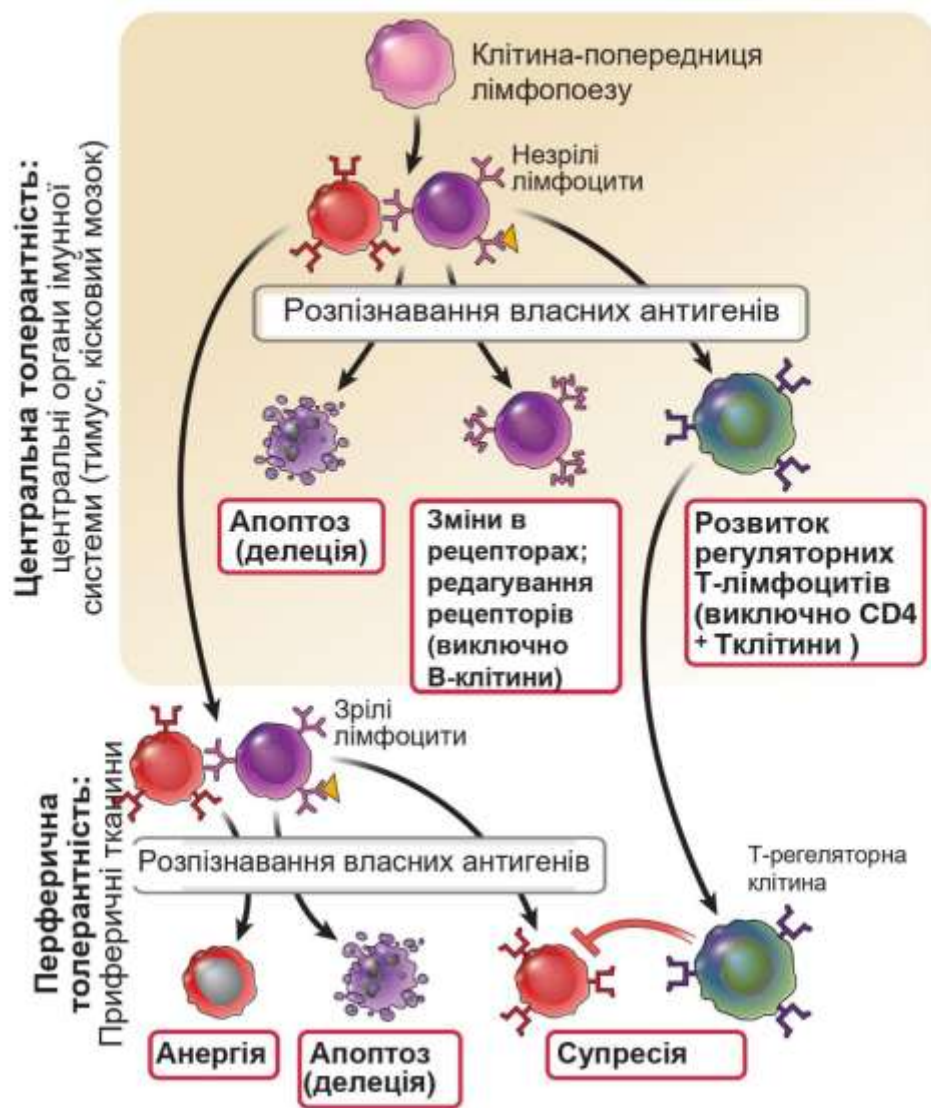 Клітина-попередниця
лімфопоезу
Незрілі
лімфоцити
Центральна толерантність:
центральні органи імунної
системи (тимус, кісковий мозок)
Розпізнавання власних антигенів
Апоптоз
(делеція)
Зміни в
рецепторах;
редагування
рецепторів
(виключно
В-клітини)
Розвиток
регуляторних
Т-лімфоцитів
(виключно CD4
+ Тклітини )
Зрілі
лімфоцити
Перферична
толерантність:
Приферичні тканини
Розпізнавання власних антигенів
Т-регеляторна
клітина
Анергія
Апоптоз
(делеція)
Супресія